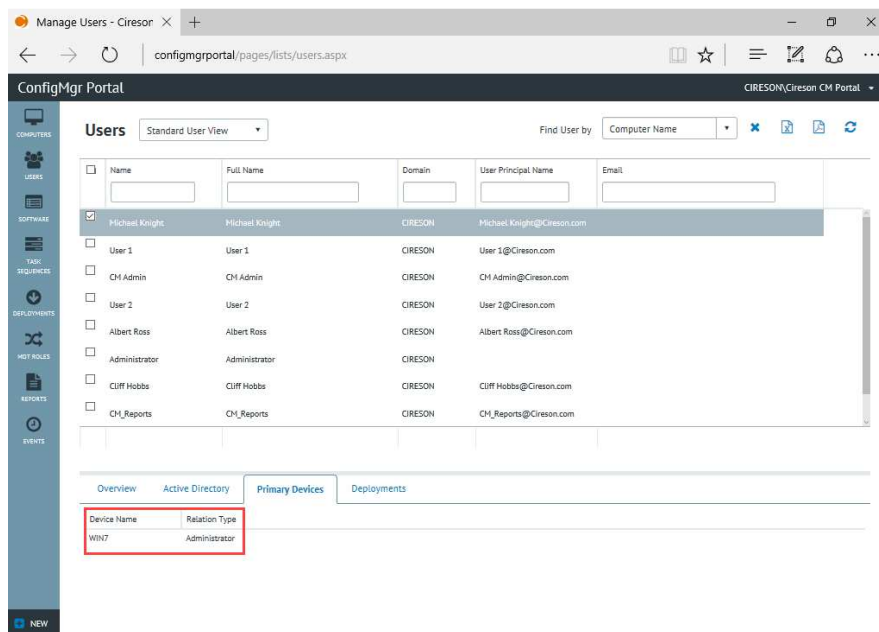 Manage Users - Cireson
configmgrportal/pages/lists/users.aspx
ConfigMgr Portal
CIRESON\Cireson CM Portal
COMPUTERS
USERS
SOFTWARE
TASK
SEQUENCES
DEPLOYMENTS
MDT ROLES
REPORTS
EVENTS
NEW
Users Standard User View Find User by Computer Name
Name Full Name Domain User Principal Name Email
Michael Knight Michael Knight CIRESON Michael Knight@Cireson.com
User 1 User 1 CIRESON User 1@Cireson.com
CM Admin CM Admin CIRESON CM Admin@Cireson.com
User 2 User 2 CIRESON User 2@Cireson.com
Albert Ross Albert Ross CIRESON Albert Ross@Cireson.com
Administrator Administrator CIRESON
Cliff Hobbs Cliff Hobbs CIRESON Cliff Hobbs@Cireson.com
CM_Reports CM_Reports CIRESON CM_Reports@Cireson.com
Overview Active Directory Primary Devices Deployments
Device Name Relation Type
WIN7 Administrator